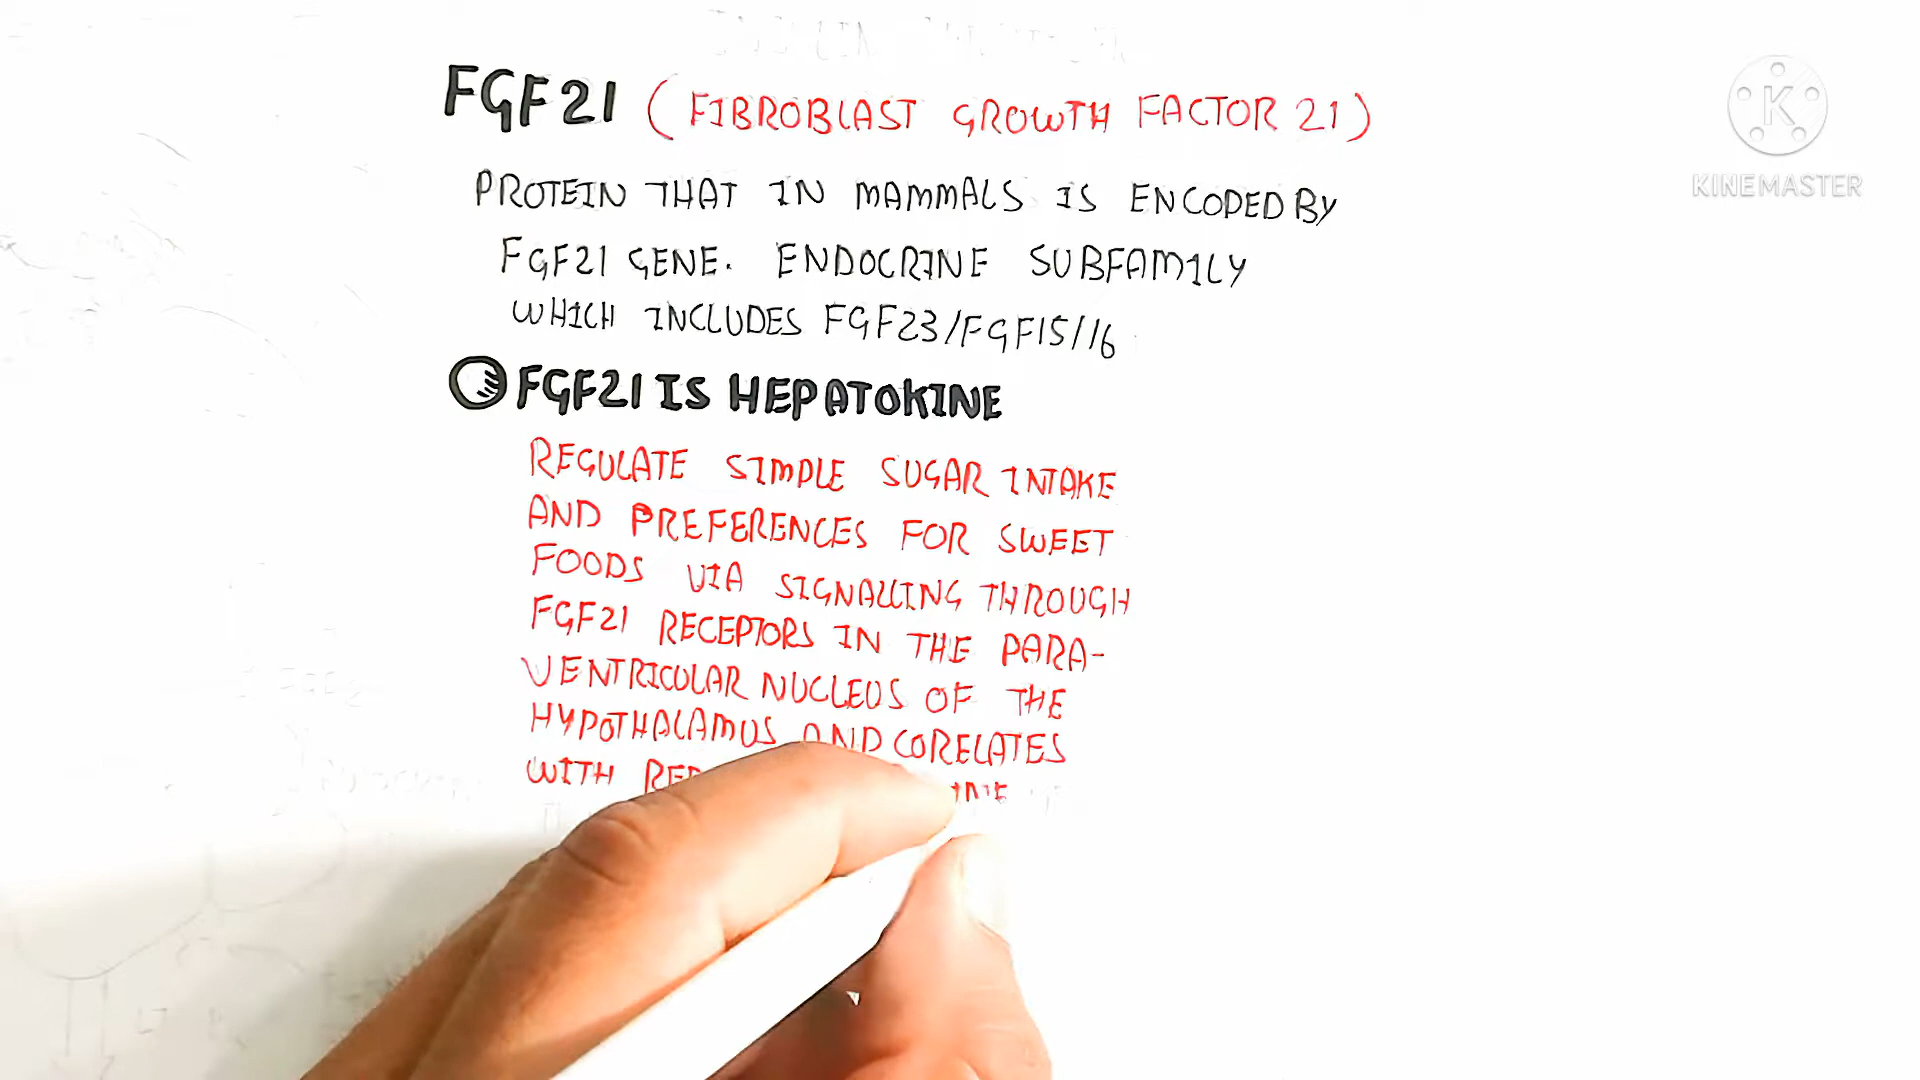 FGF21 (FIBROBLAST GROWTH FACTOR 21)
PROTEIN THAT IN MAMMALS IS ENCODED BY
FGF21 GENE. ENDOCRINE SUBFAMILY
WHICH INCLUDES FGF23/FGF15/16
FGF21 IS HEPATOKINE
REGULATE SIMPLE SUGAR INTAKE
AND PREFERENCES FOR SWEET
FOODS VIA SIGNALLING THROUGH
FGF21 RECEPTORS IN THE PARA-
VENTRICULAR NUCLEUS OF THE
HYPOTHALAMUS AND CORELATES
WITH
K
KINEMASTER